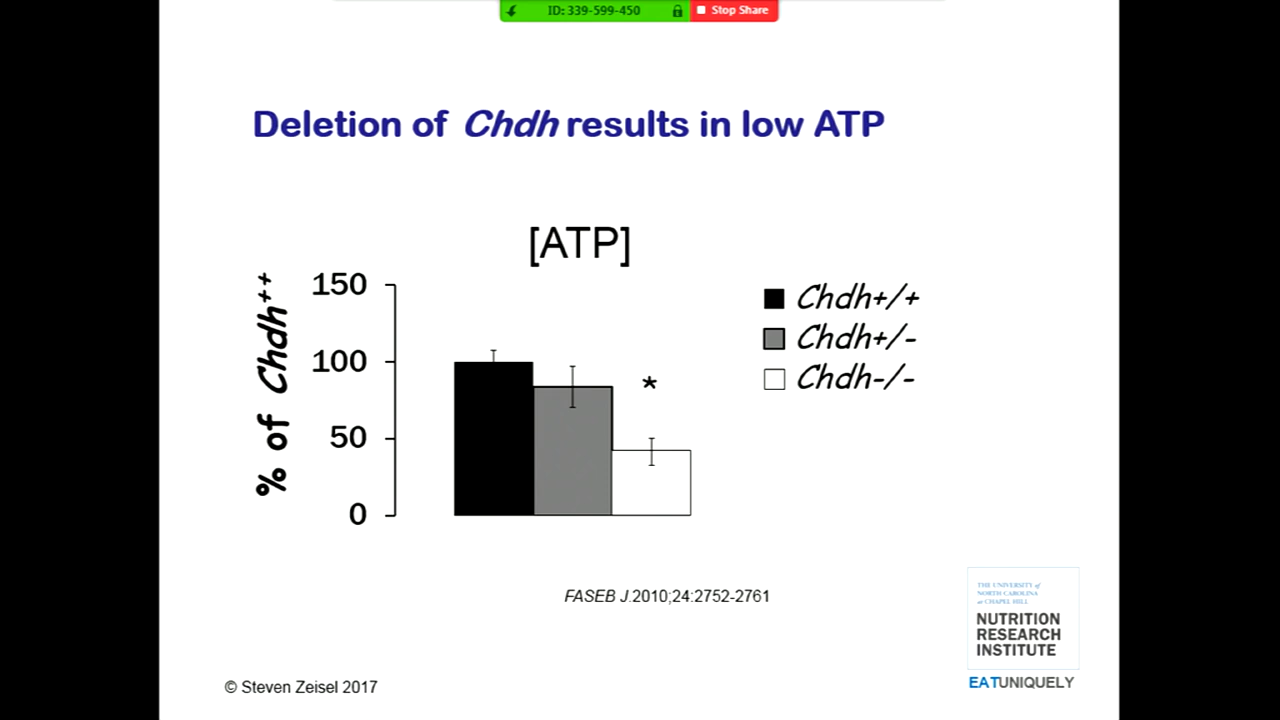 ID: 339-599-450
Stop Share
Deletion of Chdh results in low ATP
[ATP]
% of Chdh++
150
100
50
0
*
Chdh+/+
Chdh+/-
Chdh-/-
FASEB J.2010;24:2752-2761
THE UNIVERSITY of
NORTH CAROLINA
at CHAPEL HILL
NUTRITION
RESEARCH
INSTITUTE
EATUNIQUELY
© Steven Zeisel 2017